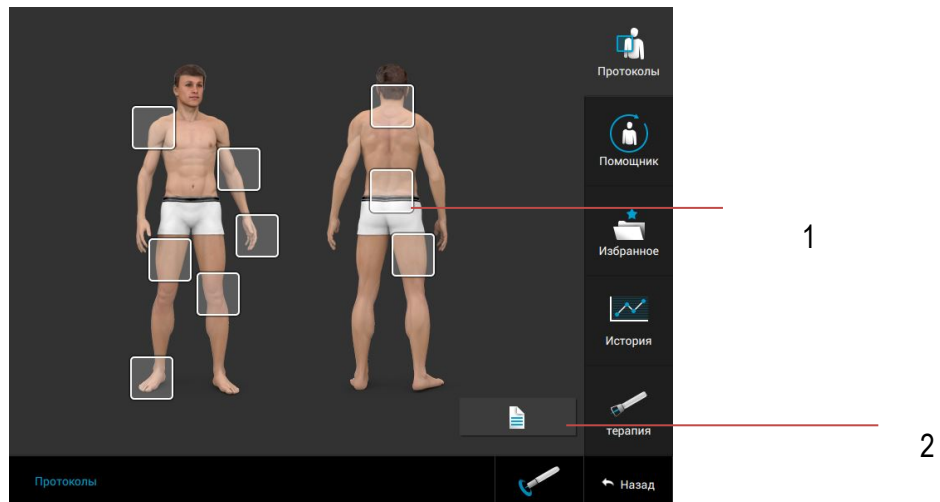 Протоколы
Помощник
1
Избранное
История
терапия
2
Протоколы
Назад